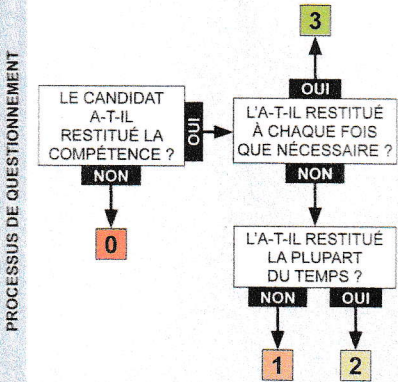 PROCESSUS DE QUESTIONNEMENT
3
OUI
LE CANDIDAT
A-T-IL
RESTITUÉ LA
COMPÉTENCE ?
OUI
L'A-T-IL RESTITUÉ
À CHAQUE FOIS
QUE NÉCESSAIRE ?
NON
NON
0
L'A-T-IL RESTITUÉ
LA PLUPART
DU TEMPS ?
NON
OUI
1
2